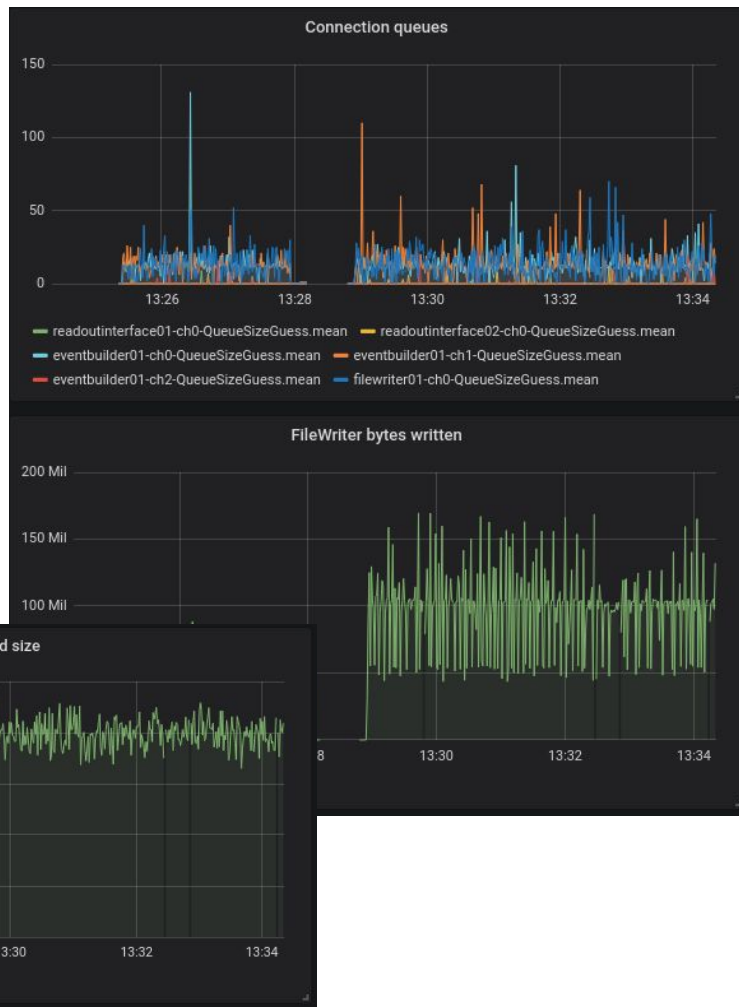 Connection queues
150
100
50
0
13:26 13:28 13:30 13:32 13:34
readoutinterface01-ch0-QueueSizeGuess.mean readoutinterface02-ch0-QueueSizeGuess.mean
eventbuilder01-ch0-QueueSizeGuess.mean eventbuilder01-ch1-QueueSizeGuess.mean
eventbuilder01-ch2-QueueSizeGuess.mean filewriter01-ch0-QueueSizeGuess.mean
FileWriter bytes written
200 Mil
150 Mil
100 Mil
8 13:30 13:32 13:34
d size
3:30 13:32 13:34